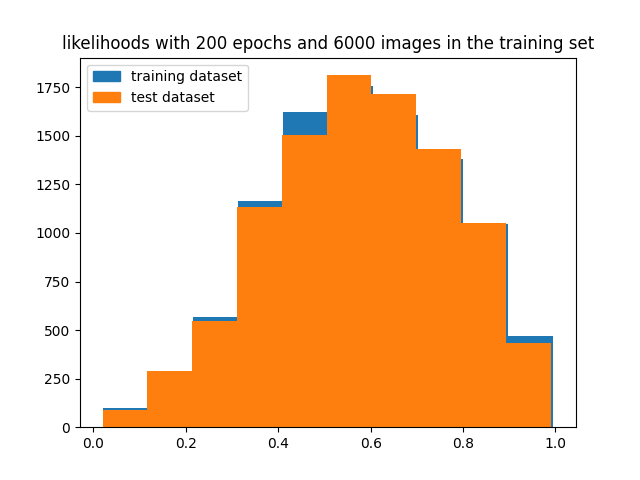 likelihoods with 200 epochs and 6000 images in the training set
training dataset
test dataset
1750
1500
1250
1000
750
500
250
0
0.0 0.2 0.4 0.6 0.8 1.0